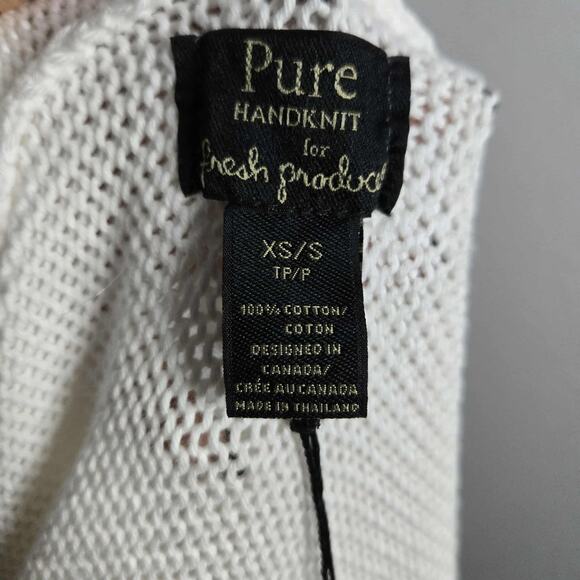 Pure
HANDKNIT
for
fresh produce
XS/S
TP/P
100% COTTON/
COTON
DESIGNED IN
CANADA/
CRÉE AU CANADA
MADE IN THAILAND